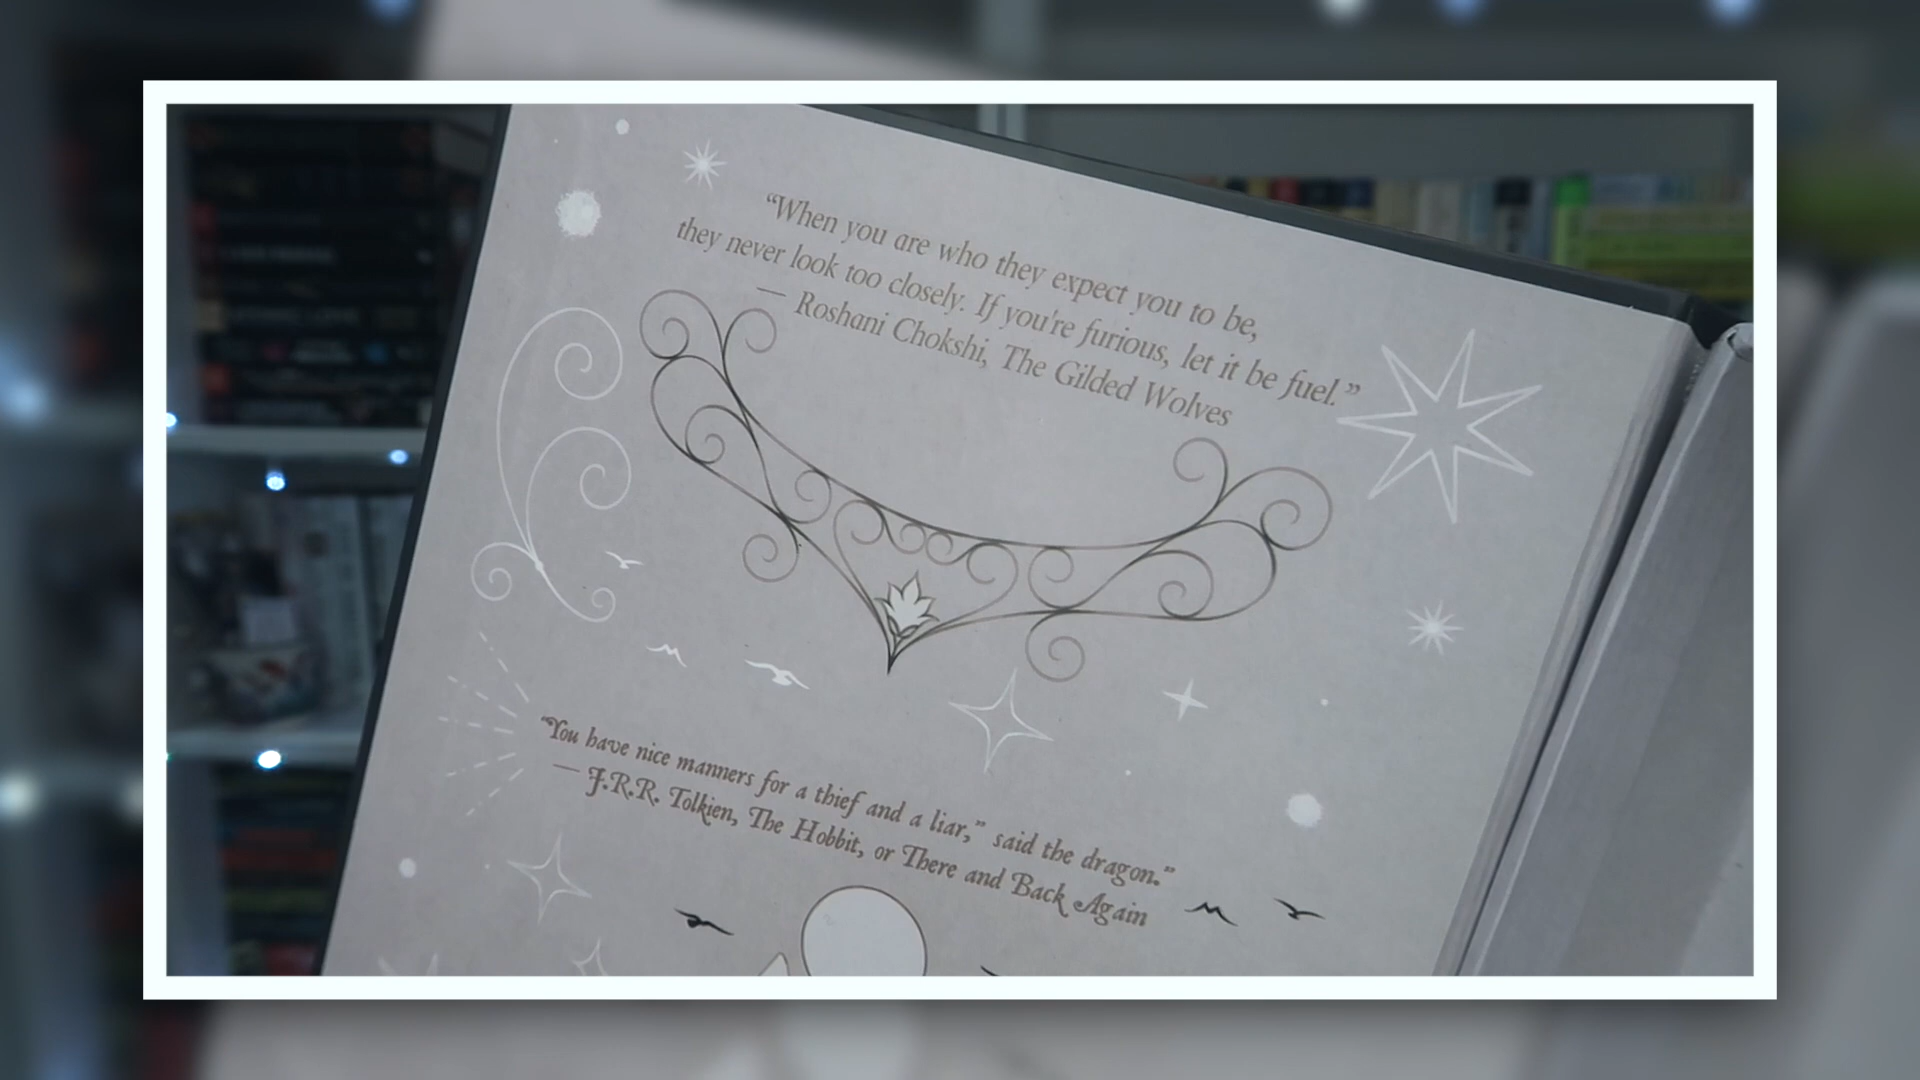 “When you are who they expect you to be,
they never look too closely. If you're furious, let it be fuel.”
— Roshani Chokshi, The Gilded Wolves
“You have nice manners for a thief and a liar,” said the dragon.”
— J.R.R. Tolkien, The Hobbit, or There and Back Again